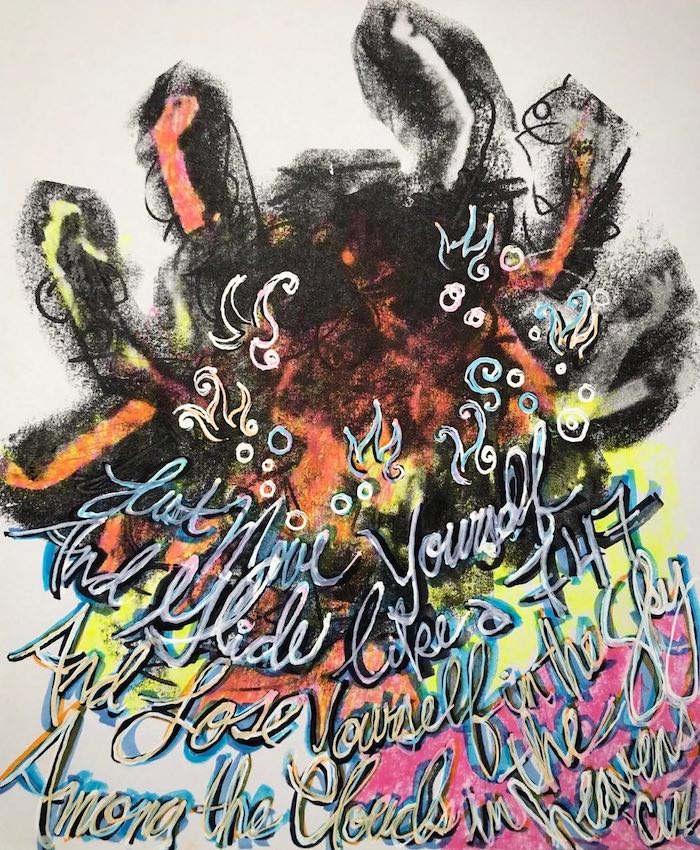 Just Move Yourself
And Glide like a 747
And Lose Yourself in the Sky
Among the Clouds in the heavens
cuz